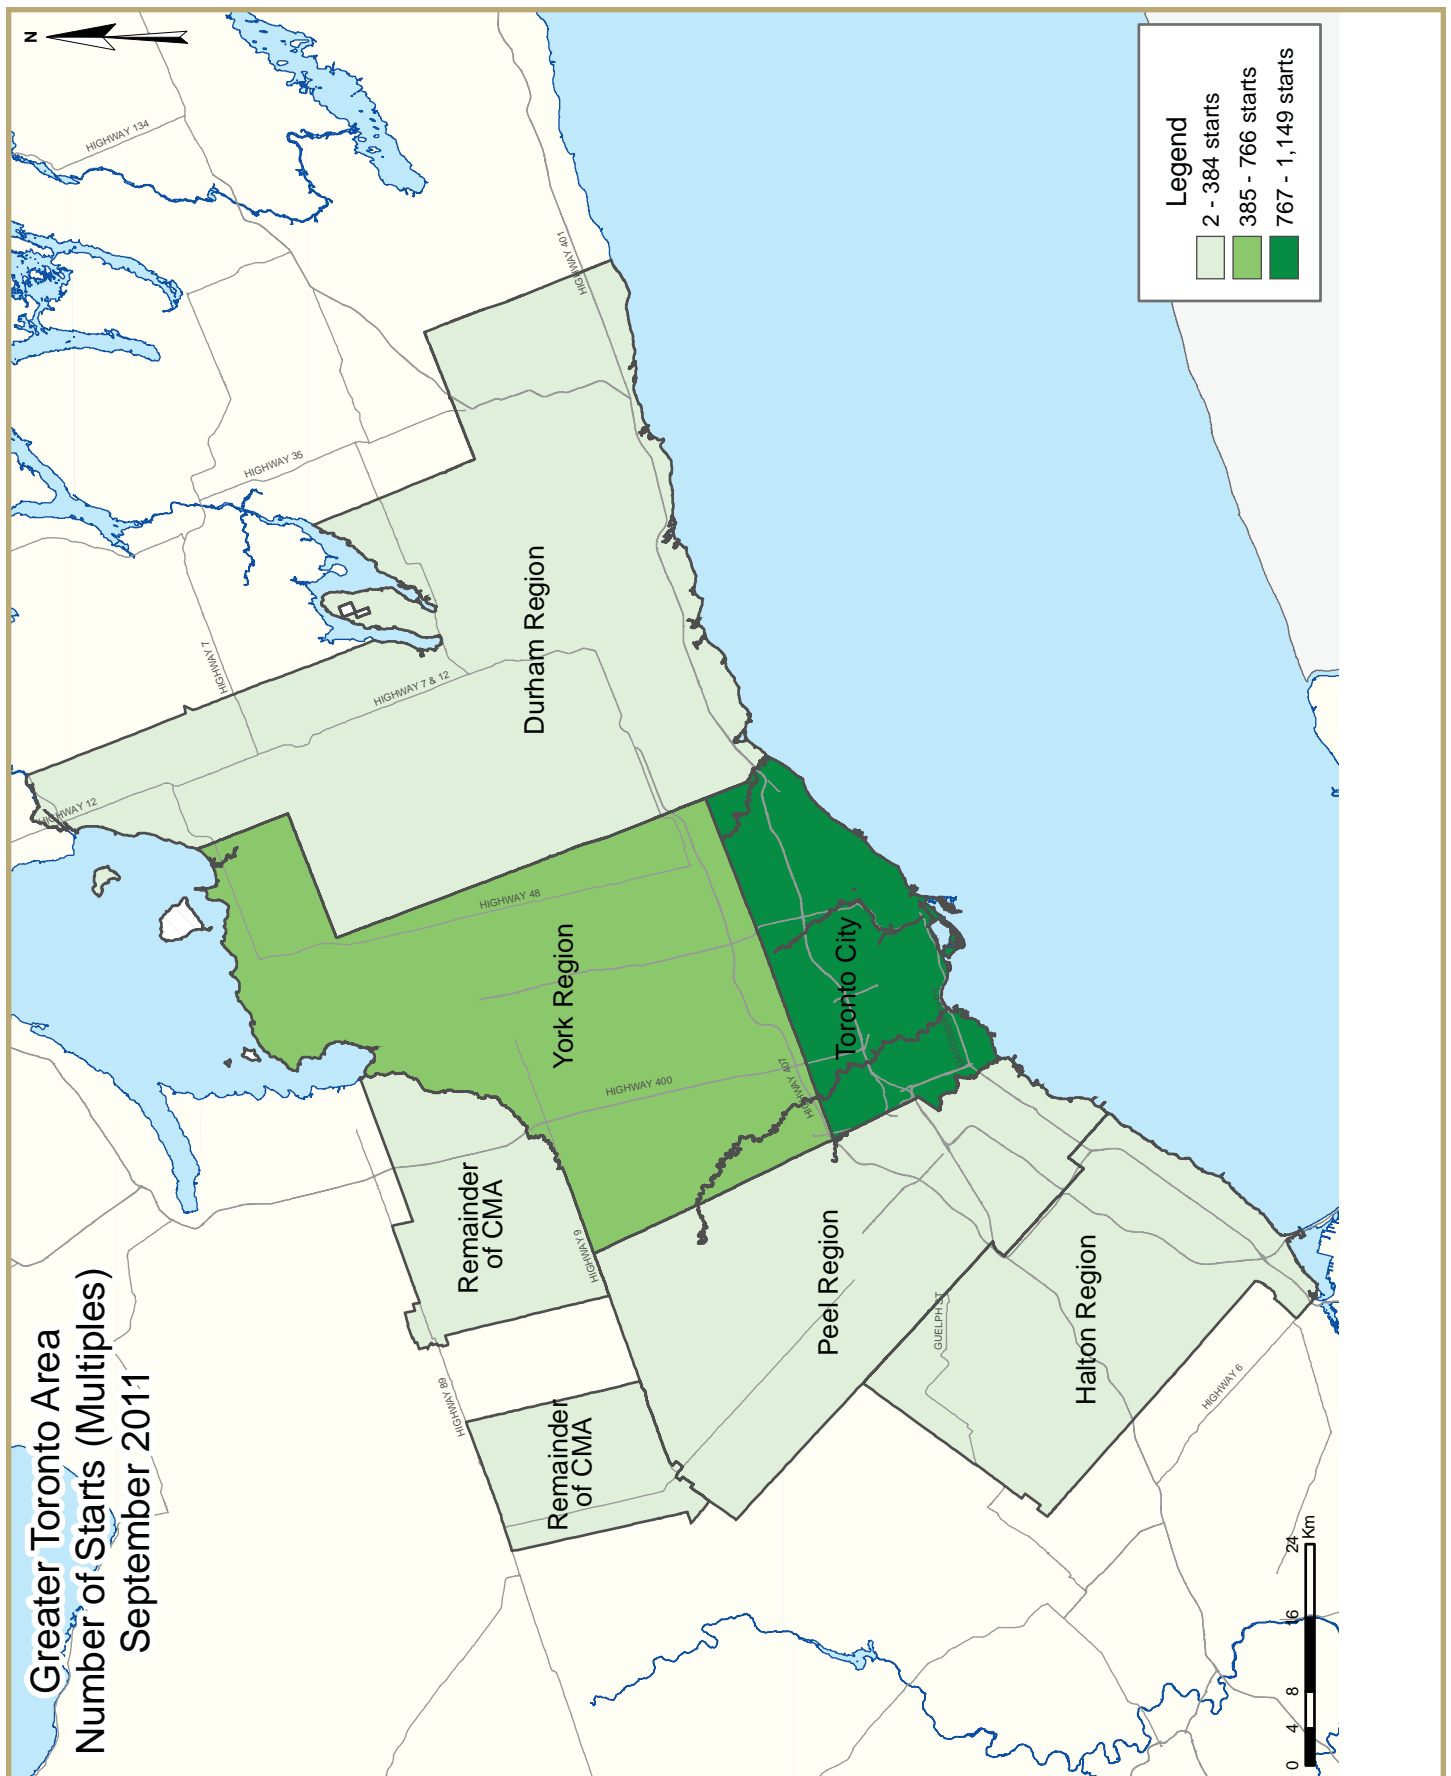 Greater Toronto Area
Number of Starts (Multiples)
September 2011
N
Legend
2 - 384 starts
385 - 766 starts
767 - 1,149 starts
HIGHWAY 134
HIGHWAY 401
HIGHWAY 35
HIGHWAY 7
HIGHWAY 7 & 12
HIGHWAY 12
Durham Region
HIGHWAY 48
York Region
HIGHWAY 400
HIGHWAY 407
Toronto City
Remainder
of CMA
HIGHWAY 9
HIGHWAY 89
Remainder
of CMA
Peel Region
GUELPH ST
Halton Region
HIGHWAY 6
0 4 8 16 24
Km